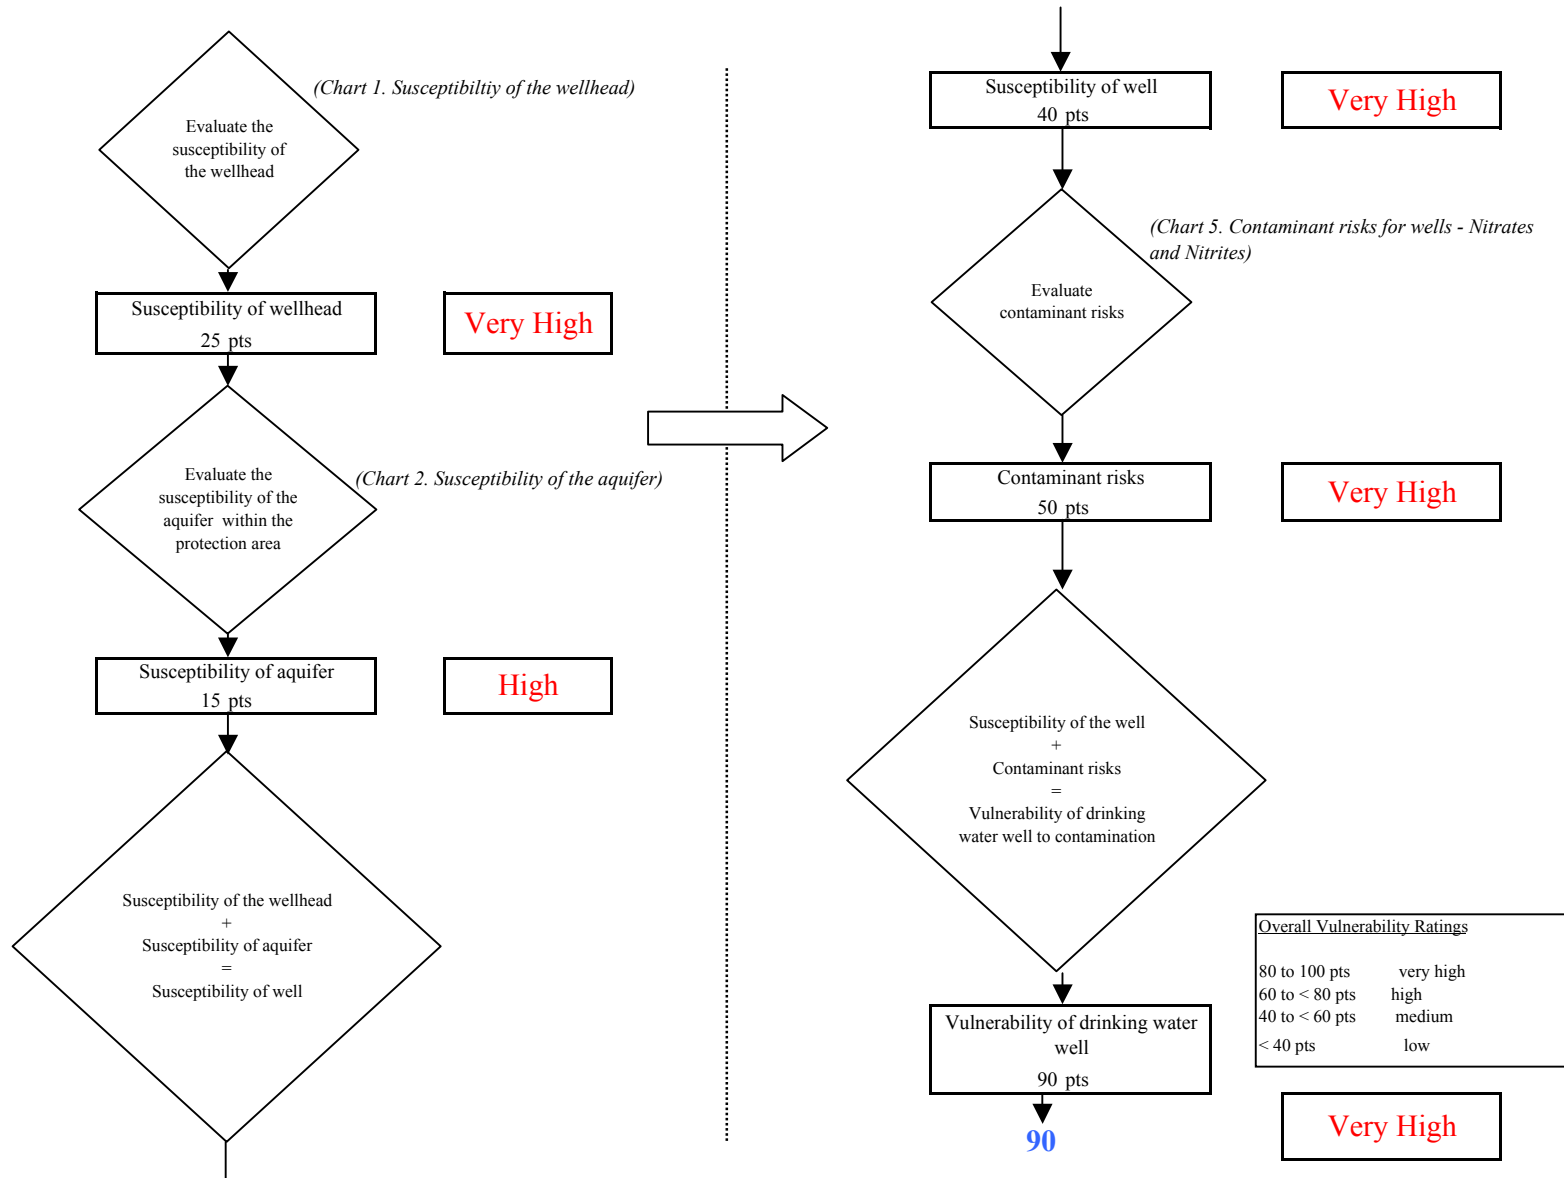 (Chart 1. Susceptibiltiy of the wellhead)
Evaluate the
susceptibility of
the wellhead
Susceptibility of wellhead
25 pts
Very High
Evaluate the
susceptibility of the
aquifer within the
protection area
(Chart 2. Susceptibility of the aquifer)
Susceptibility of aquifer
15 pts
High
Susceptibility of the wellhead
+
Susceptibility of aquifer
=
Susceptibility of well
Susceptibility of well
40 pts
Very High
(Chart 5. Contaminant risks for wells - Nitrates
and Nitrites)
Evaluate
contaminant risks
Contaminant risks
50 pts
Very High
Susceptibility of the well
+
Contaminant risks
=
Vulnerability of drinking
water well to contamination
Overall Vulnerability Ratings
80 to 100 pts very high
60 to < 80 pts high
40 to < 60 pts medium
< 40 pts low
Vulnerability of drinking water
well
90 pts
90
Very High